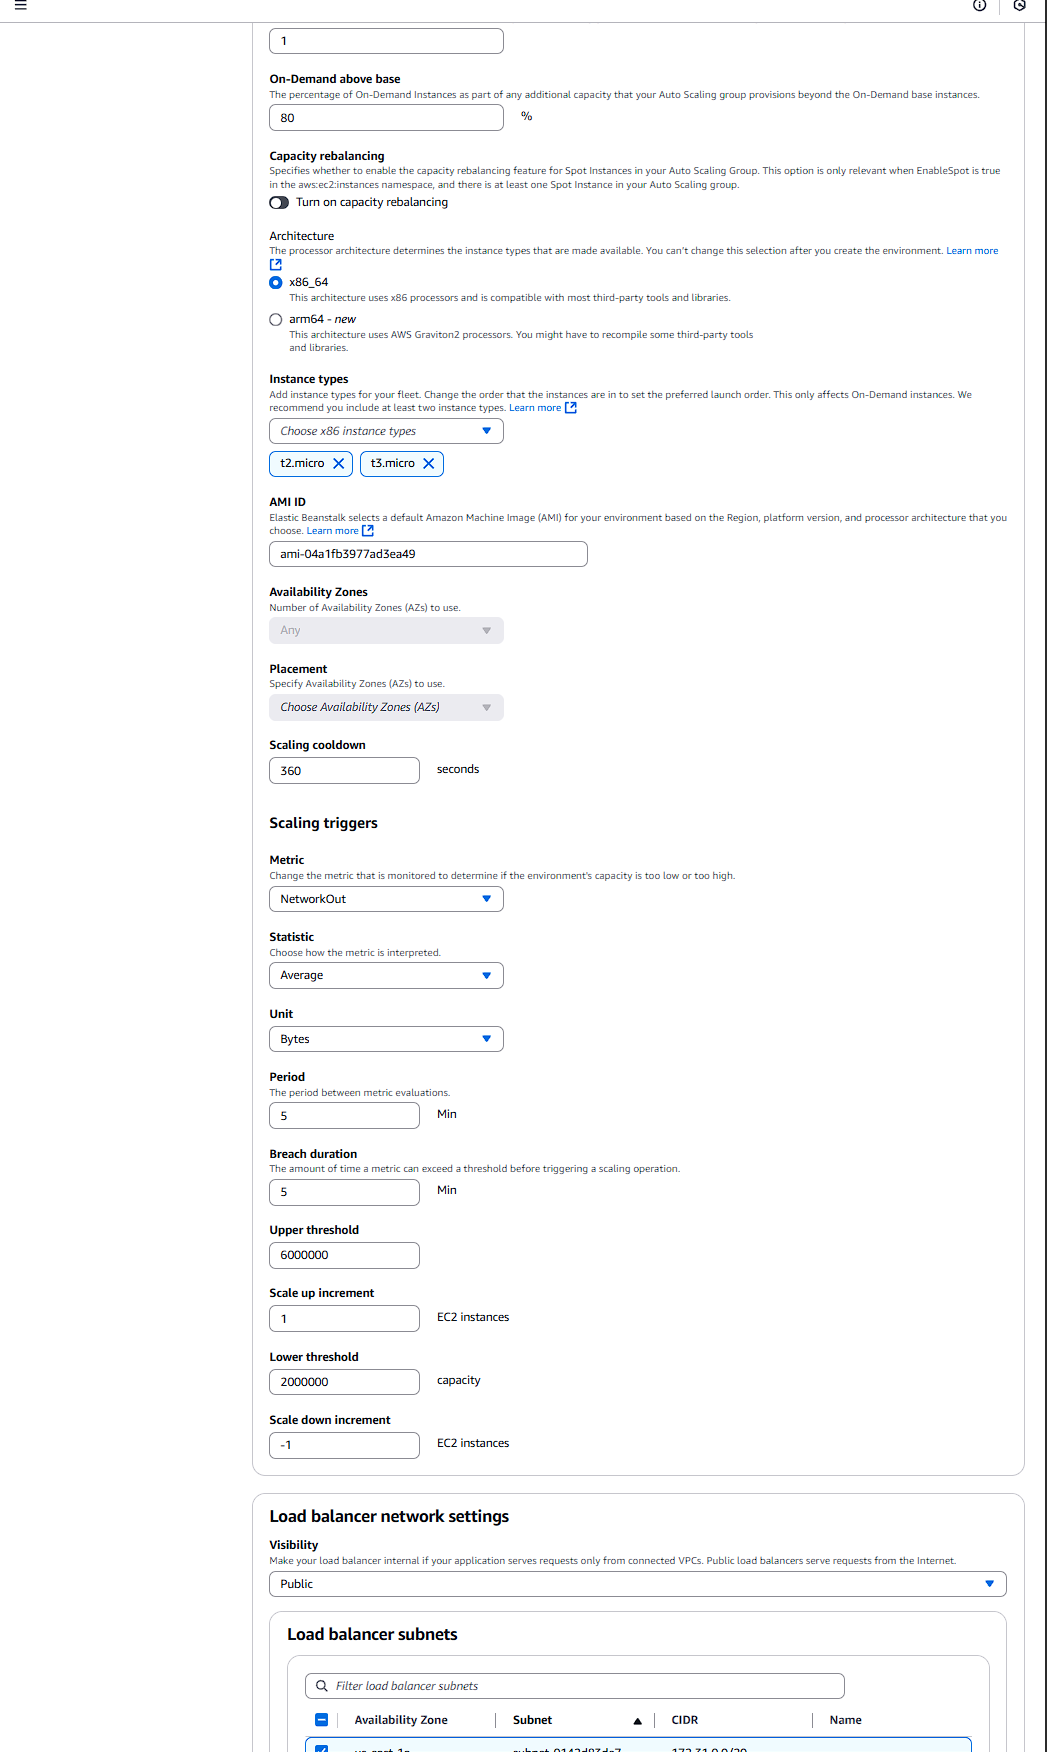 1
On-Demand above base
The percentage of On-Demand Instances as part of any additional capacity that your Auto Scaling group provisions beyond the On-Demand base instances.
80 %
Capacity rebalancing
Specifies whether to enable the capacity rebalancing feature for Spot Instances in your Auto Scaling Group. This option is only relevant when EnableSpot is true
in the aws:ec2:instances namespace, and there is at least one Spot Instance in your Auto Scaling group.
Turn on capacity rebalancing
Architecture
The processor architecture determines the instance types that are made available. You can't change this selection after you create the environment. Learn more
x86_64
This architecture uses x86 processors and is compatible with most third-party tools and libraries.
arm64 - new
This architecture uses AWS Graviton2 processors. You might have to recompile some third-party tools
and libraries.
Instance types
Add instance types for your fleet. Change the order that the instances are in to set the preferred launch order. This only affects On-Demand instances. We
recommend you include at least two instance types. Learn more
Choose x86 instance types
t2.micro t3.micro
AMI ID
Elastic Beanstalk selects a default Amazon Machine Image (AMI) for your environment based on the Region, platform version, and processor architecture that you
choose. Learn more
ami-04a1fb3977ad3ea49
Availability Zones
Number of Availability Zones (AZs) to use.
Any
Placement
Specify Availability Zones (AZs) to use.
Choose Availability Zones (AZs)
Scaling cooldown
360 seconds
Scaling triggers
Metric
Change the metric that is monitored to determine if the environment's capacity is too low or too high.
NetworkOut
Statistic
Choose how the metric is interpreted.
Average
Unit
Bytes
Period
The period between metric evaluations.
5 Min
Breach duration
The amount of time a metric can exceed a threshold before triggering a scaling operation.
5 Min
Upper threshold
6000000
Scale up increment
1 EC2 instances
Lower threshold
2000000 capacity
Scale down increment
-1 EC2 instances
Load balancer network settings
Visibility
Make your load balancer internal if your application serves requests only from connected VPCs. Public load balancers serve requests from the Internet.
Public
Load balancer subnets
Filter load balancer subnets
Availability Zone Subnet CIDR Name